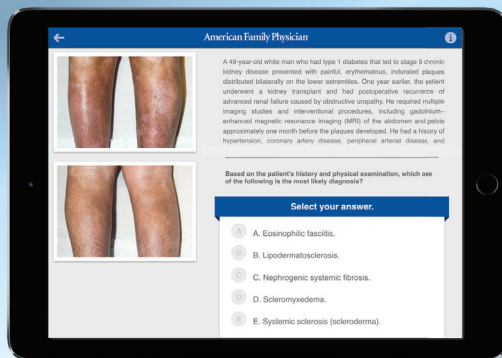 American Family Physician
i
A 49-year-old white man who had type 1 diabetes that led to stage 5 chronic
kidney disease presented with painful, erythematous, indurated plaques
distributed bilaterally on the lower extremities. One year earlier, the patient
underwent a kidney transplant and had postoperative recurrence of
advanced renal failure caused by obstructive uropathy. He required multiple
imaging studies and interventional procedures, including gadolinium–
enhanced magnetic resonance imaging (MRI) of the abdomen and pelvis
approximately one month before the plaques developed. He had a hisory of
hypertension, coronary artery disease, peripheral arterial disease, and
Based on the patient's history and physical examination, which one
of the following is the most likely diagnosis?
Select your answer.
A A. Eosinophilic fasciitis.
B B. Lipodermatosclerosis.
C C. Nephrogenic systemic fibrosis.
D D. Scleromyxedema.
E E. Systemic sclerosis (scleroderma).